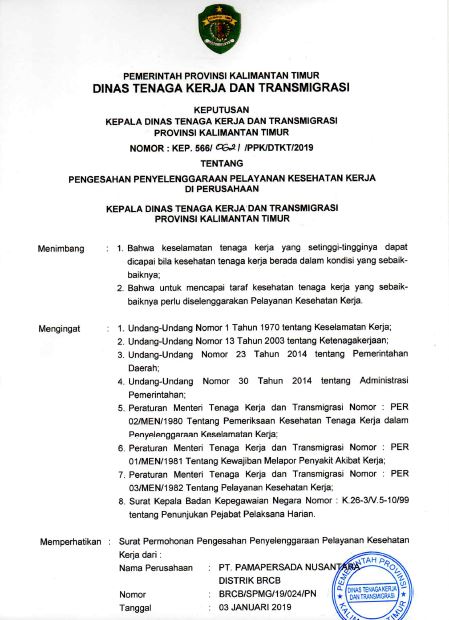 PEMERINTAH PROVINSI KALIMANTAN TIMUR
DINAS TENAGA KERJA DAN TRANSMIGRASI
KEPUTUSAN
KEPALA DINAS TENAGA KERJA DAN TRANSMIGRASI
PROVINSI KALIMANTAN TIMUR
NOMOR : KEP. 566/ 0621 /PPK/DTKT/2019
TENTANG
PENGESAHAN PENYELENGGARAAN PELAYANAN KESEHATAN KERJA
DI PERUSAHAAN
KEPALA DINAS TENAGA KERJA DAN TRANSMIGRASI
PROVINSI KALIMANTAN TIMUR
Menimbang : 1. Bahwa keselamatan tenaga kerja yang setinggi-tingginya dapat
dicapai bila kesehatan tenaga kerja berada dalam kondisi yang sebaik-
baiknya;
2. Bahwa untuk mencapai taraf kesehatan tenaga kerja yang sebaik-
baiknya perlu diselenggarakan Pelayanan Kesehatan Kerja.
Mengingat : 1. Undang-Undang Nomor 1 Tahun 1970 tentang Keselamatan Kerja;
2. Undang-Undang Nomor 13 Tahun 2003 tentang Ketenagakerjaan;
3. Undang-Undang Nomor 23 Tahun 2014 tentang Pemerintahan
Daerah;
4. Undang-Undang Nomor 30 Tahun 2014 tentang Administrasi
Pemerintahan;
5. Peraturan Menteri Tenaga Kerja dan Transmigrasi Nomor : PER
02/MEN/1980 Tentang Pemeriksaan Kesehatan Tenaga Kerja dalam
Penyelenggaraan Keselamatan Kerja;
6. Peraturan Menteri Tenaga Kerja dan Transmigrasi Nomor : PER
01/MEN/1981 Tentang Kewajiban Melapor Penyakit Akibat Kerja;
7. Peraturan Menteri Tenaga Kerja dan Transmigrasi Nomor : PER
03/MEN/1982 Tentang Pelayanan Kesehatan Kerja;
8. Surat Kepala Badan Kepegawaian Negara Nomor : K.26-3/V.5-10/99
tentang Penunjukan Pejabat Pelaksana Harian.
Memperhatikan : Surat Permohonan Pengesahan Penyelenggaraan Pelayanan Kesehatan
Kerja dari :
Nama Perusahaan : PT. PAMAPERSADA NUSANTARA
DISTRIK BRCB
Nomor : BRCB/SPMG/19/024/PN
Tanggal : 03 JANUARI 2019
PEMERINTAH PROVINSI
DINAS TENAGA KERJA
DAN TRANSMIGRASI
KALIMANTAN TIMUR